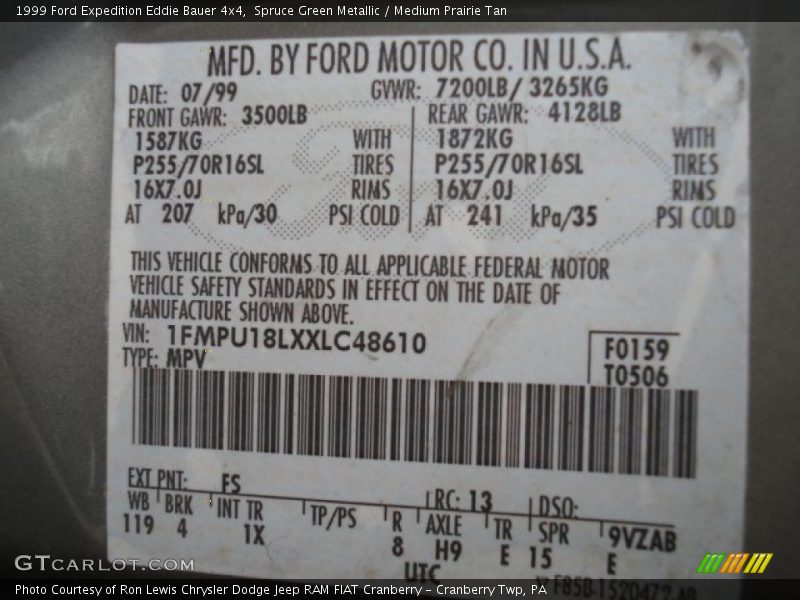 1999 Ford Expedition Eddie Bauer 4x4, Spruce Green Metallic / Medium Prairie Tan
MFD. BY FORD MOTOR CO. IN U.S.A.
DATE: 07/99 GVWR: 7200LB/ 3265KG
FRONT GAWR: 3500LB REAR GAWR: 4128LB
1587KG WITH 1872KG WITH
P255/70R16SL TIRES P255/70R16SL TIRES
16X7.0J RIMS 16X7.0J RIMS
AT 207 kPa/30 PSI COLD AT 241 kPa/35 PSI COLD
THIS VEHICLE CONFORMS TO ALL APPLICABLE FEDERAL MOTOR
VEHICLE SAFETY STANDARDS IN EFFECT ON THE DATE OF
MANUFACTURE SHOWN ABOVE.
VIN: 1FMPU18LXXLC48610
TYPE: MPV
F0159
T0506
EXT PNT: FS RC: 13 DSO:
WB BRK INT TR TP/PS R AXLE TR SPR 9VZAB
119 4 1X 8 H9 E 15 E
UTC
GTCARLOT.COM
Photo Courtesy of Ron Lewis Chrysler Dodge Jeep RAM FIAT Cranberry – Cranberry Twp, PA